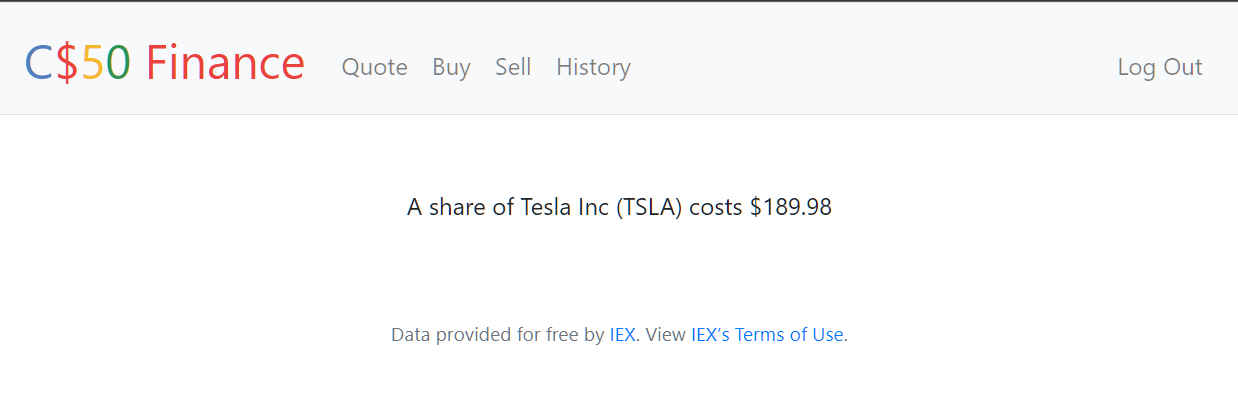 C$50 Finance Quote Buy Sell History Log Out
A share of Tesla Inc (TSLA) costs $189.98
Data provided for free by IEX. View IEX’s Terms of Use.